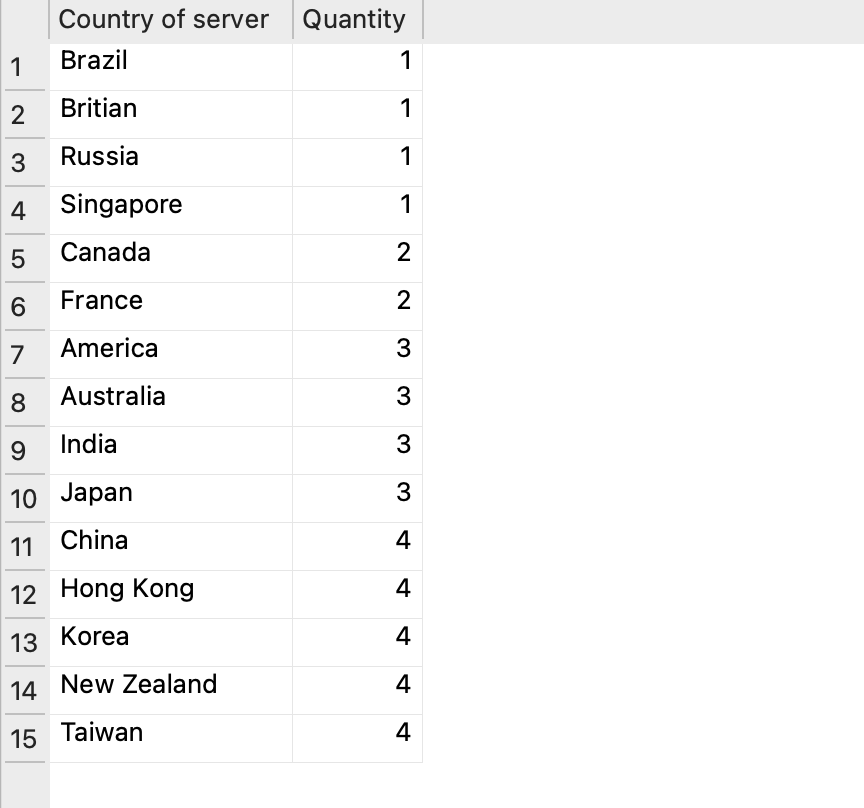 Country of server Quantity
1 Brazil 1
2 Britian 1
3 Russia 1
4 Singapore 1
5 Canada 2
6 France 2
7 America 3
8 Australia 3
9 India 3
10 Japan 3
11 China 4
12 Hong Kong 4
13 Korea 4
14 New Zealand 4
15 Taiwan 4